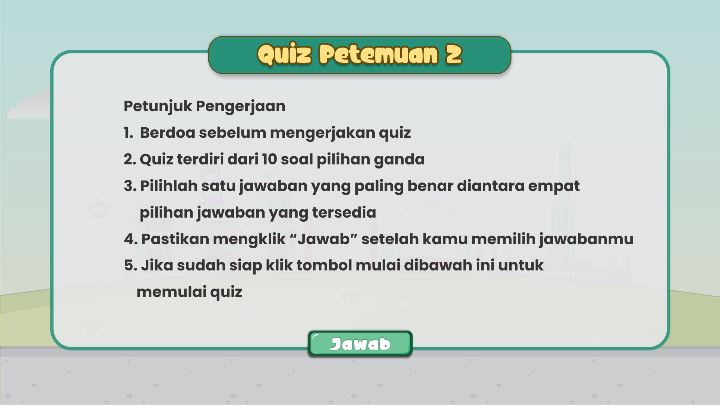 Quiz Petemuan 2
Petunjuk Pengerjaan
1. Berdoa sebelum mengerjakan quiz
2. Quiz terdiri dari 10 soal pilihan ganda
3. Pilihlah satu jawaban yang paling benar diantara empat
pilihan jawaban yang tersedia
4. Pastikan mengklik “Jawab” setelah kamu memilih jawabanmu
5. Jika sudah siap klik tombol mulai dibawah ini untuk
memulai quiz
Jawab